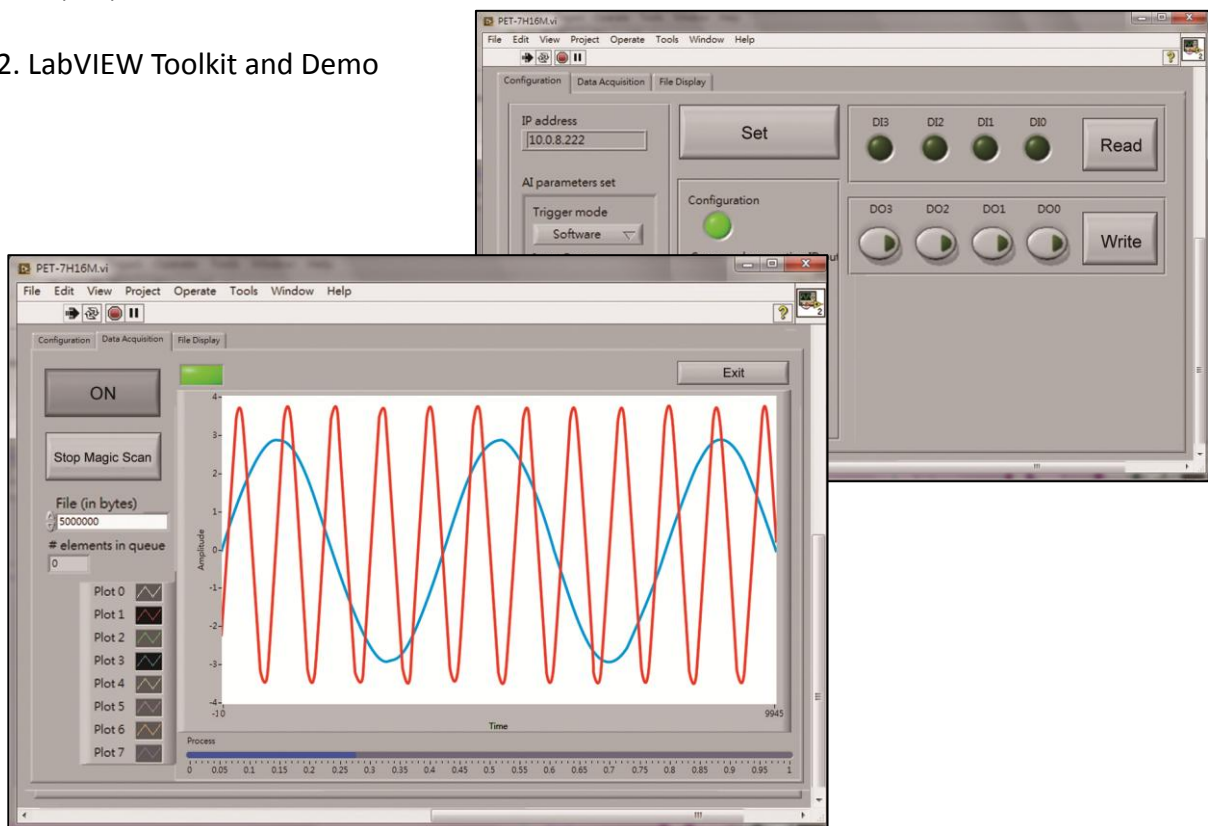 2. LabVIEW Toolkit and Demo
PET-7H16M.vi
File Edit View Project Operate Tools Window Help
2
Configuration Data Acquisition File Display
IP address
10.0.8.222
AI parameters set
Trigger mode
Software
Set
Configuration
DI3 DI2 DI1 DI0
Read
DO3 DO2 DO1 DO0
Write
PET-7H16M.vi
File Edit View Project Operate Tools Window Help
2
Configuration Data Acquisition File Display
ON
Exit
Stop Magic Scan
File (in bytes)
5000000
# elements in queue
0
Plot 0
Plot 1
Plot 2
Plot 3
Plot 4
Plot 5
Plot 6
Plot 7
Amplitude
4
3
2
1
0
-1
-2
-3
-4
-10 9945
Time
Process
0 0.05 0.1 0.15 0.2 0.25 0.3 0.35 0.4 0.45 0.5 0.55 0.6 0.65 0.7 0.75 0.8 0.85 0.9 0.95 1